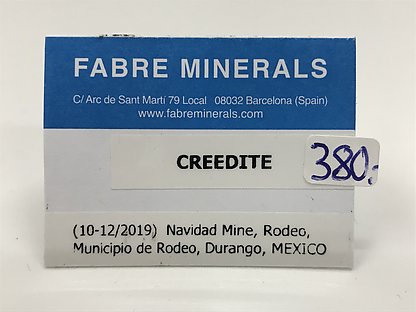 FABRE MINERALS
C/ Arc de Sant Martí 79 Local 08032 Barcelona (Spain)
www.fabreminerals.com
CREEDITE 380,-
(10-12/2019) Navidad Mine, Rodeo,
Municipio de Rodeo, Durango, MEXICO